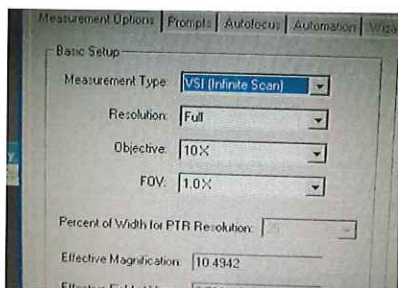 Measurement Options Prompts Autofocus Automation
Basic Setup
Measurement Type: VSI (Infinite Scan)
Resolution: Full
Objective: 10X
FOV: 1.0X
Percent of Width for PTR Resolution: 25
Effective Magnification: 10.4942